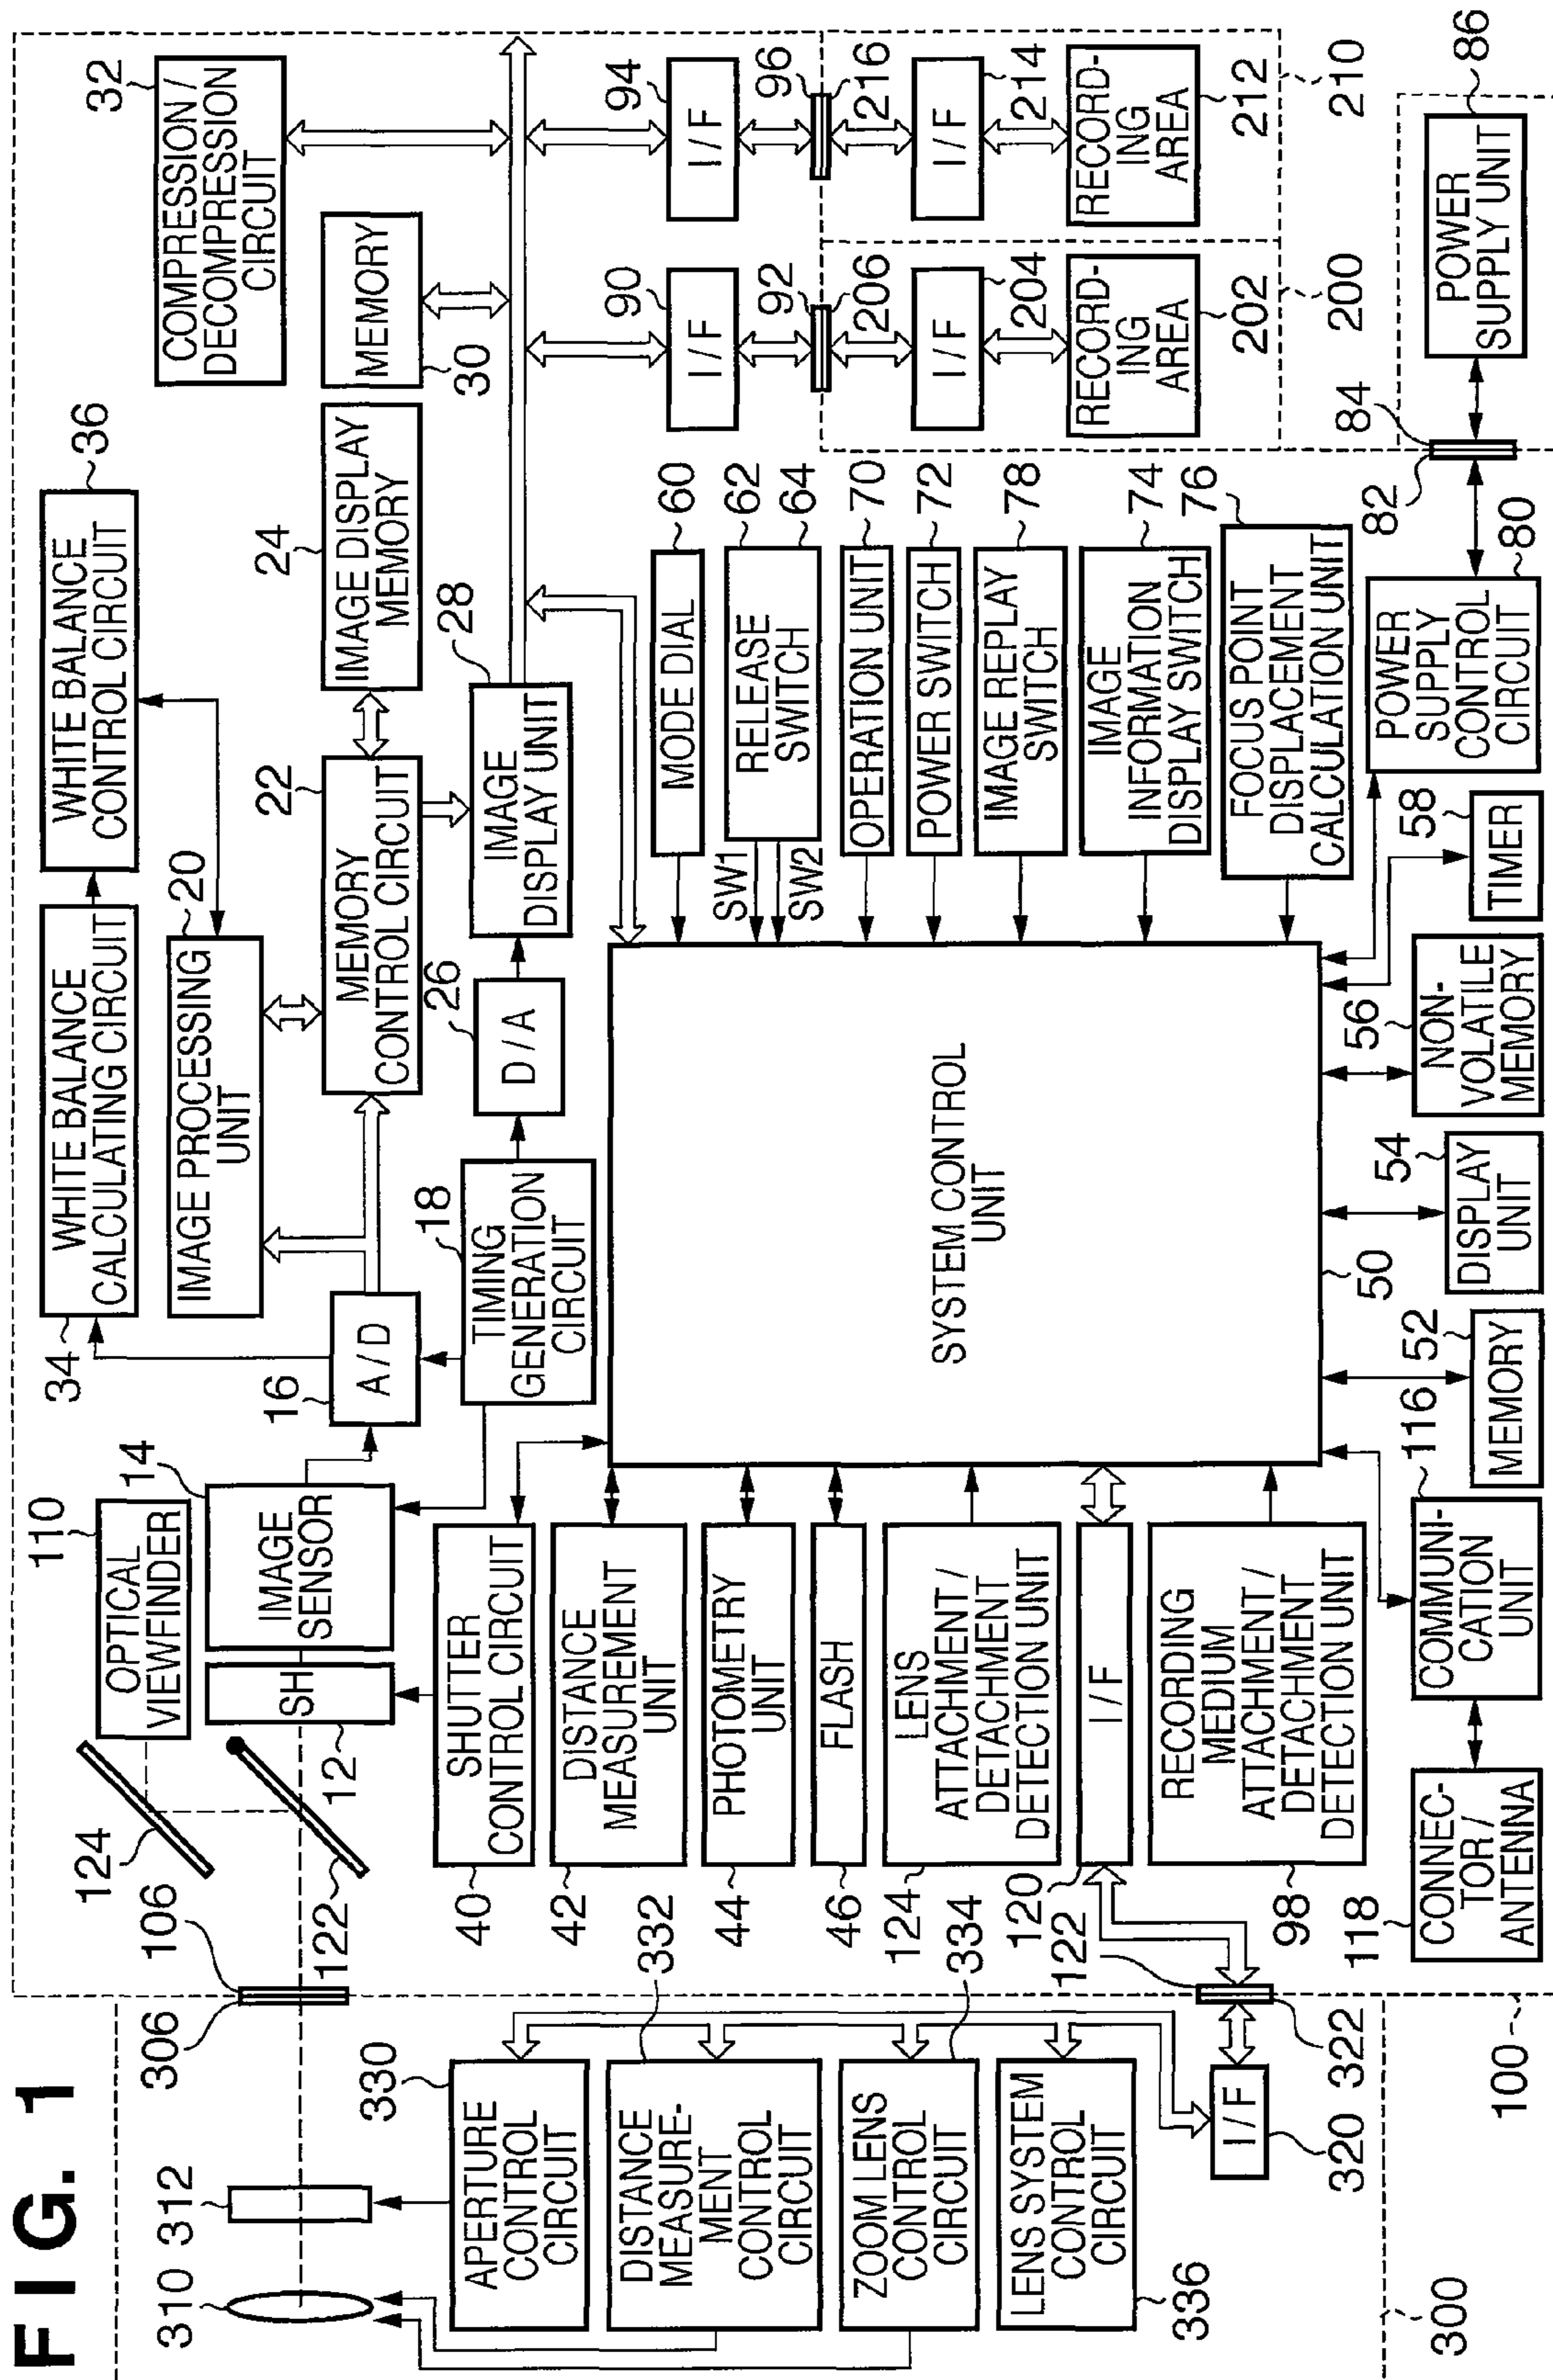 FIG. 1
300
310
312
306
106
124
122
110
OPTICAL
VIEWFINDER
12
SH
14
IMAGE
SENSOR
16
A/D
34
WHITE BALANCE
CALCULATING CIRCUIT
WHITE BALANCE
CONTROL CIRCUIT
36
20
IMAGE PROCESSING
UNIT
22
MEMORY
CONTROL CIRCUIT
24
IMAGE DISPLAY
MEMORY
30
MEMORY
32
COMPRESSION /
DECOMPRESSION
CIRCUIT
18
TIMING
GENERATION
CIRCUIT
26
D/A
28
IMAGE
DISPLAY UNIT
330
APERTURE
CONTROL
CIRCUIT
332
DISTANCE
MEASURE-
MENT
CONTROL
CIRCUIT
334
ZOOM LENS
CONTROL
CIRCUIT
336
LENS SYSTEM
CONTROL
CIRCUIT
320
I/F
322
122
100
40
SHUTTER
CONTROL CIRCUIT
42
DISTANCE
MEASUREMENT
UNIT
44
PHOTOMETRY
UNIT
46
FLASH
124
LENS
ATTACHMENT /
DETACHMENT
DETECTION UNIT
120
I/F
98
RECORDING
MEDIUM
ATTACHMENT /
DETACHMENT
DETECTION UNIT
SYSTEM CONTROL
UNIT
50
MODE DIAL
60
SW1
SW2
RELEASE
SWITCH
62
64
OPERATION UNIT
70
POWER SWITCH
72
IMAGE REPLAY
SWITCH
78
IMAGE
INFORMATION
DISPLAY SWITCH
74
FOCUS POINT
DISPLACEMENT
CALCULATION UNIT
76
90
I/F
92
206
I/F
204
RECORD-
ING
AREA
202
200
94
I/F
96
216
I/F
214
RECORD-
ING
AREA
212
210
118
CONNEC-
TOR /
ANTENNA
116
COMMUNI-
CATION
UNIT
52
MEMORY
54
DISPLAY
UNIT
56
NON-
VOLATILE
MEMORY
58
TIMER
80
POWER
SUPPLY
CONTROL
CIRCUIT
82
84
86
POWER
SUPPLY UNIT